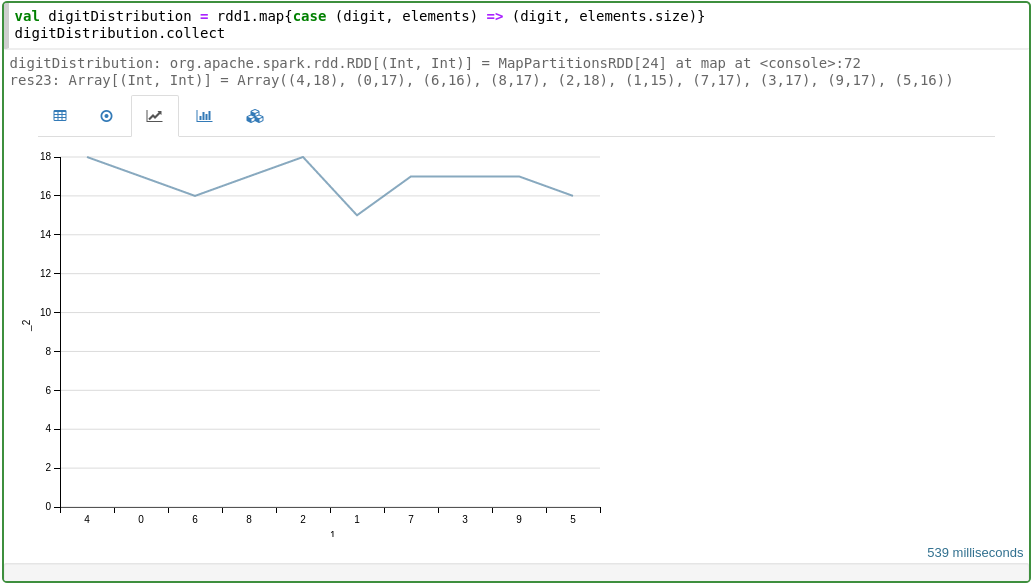 val digitDistribution = rdd1.map{case (digit, elements) => (digit, elements.size)}
digitDistribution.collect
digitDistribution: org.apache.spark.rdd.RDD[(Int, Int)] = MapPartitionsRDD[24] at map at <console>:72
res23: Array[(Int, Int)] = Array((4,18), (0,17), (6,16), (8,17), (2,18), (1,15), (7,17), (3,17), (9,17), (5,16))
18
16
14
12
10
_2
8
6
4
2
0
4 0 6 8 2 1 7 3 9 5
1
539 milliseconds